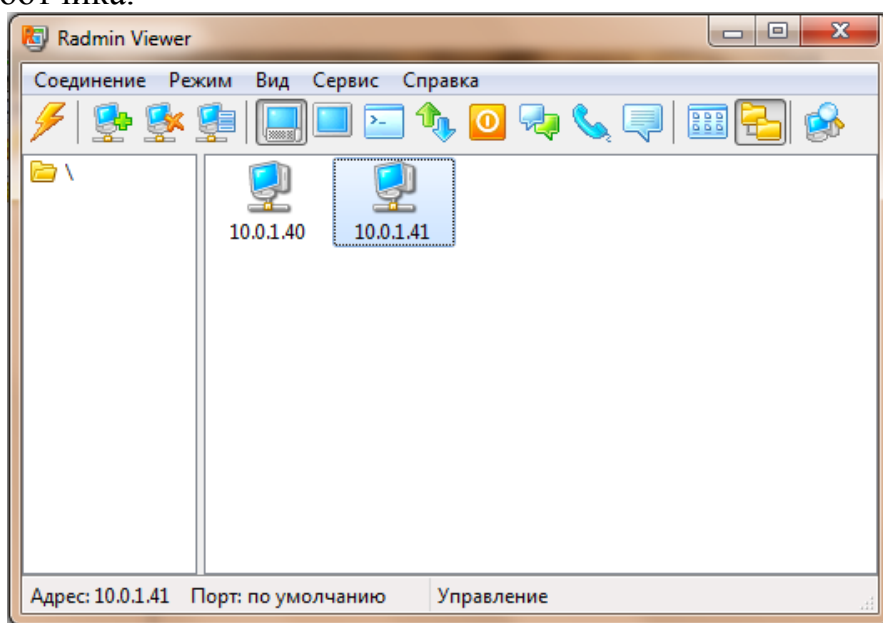 Radmin Viewer
Соединение Режим Вид Сервис Справка
\
10.0.1.40 10.0.1.41
Адрес: 10.0.1.41 Порт: по умолчанию Управление